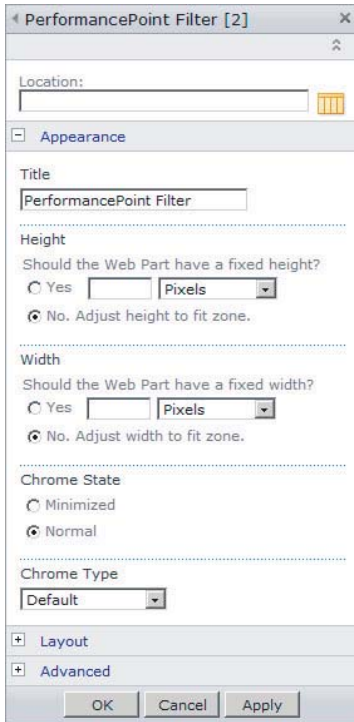 PerformancePoint Filter [2]
Location:
Appearance
Title
PerformancePoint Filter
Height
Should the Web Part have a fixed height?
Yes Pixels
No. Adjust height to fit zone.
Width
Should the Web Part have a fixed width?
Yes Pixels
No. Adjust width to fit zone.
Chrome State
Minimized
Normal
Chrome Type
Default
Layout
Advanced
OK Cancel Apply